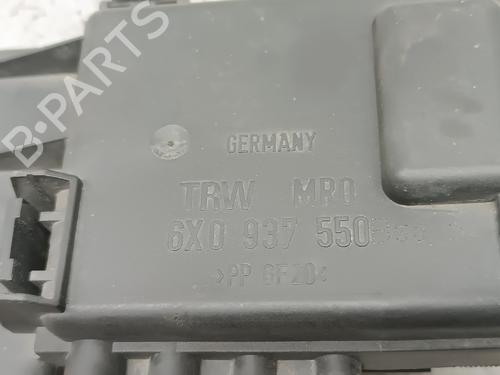 B-PARTS
GERMANY
TRW MPO
6X0 937 550
>PP GF20<